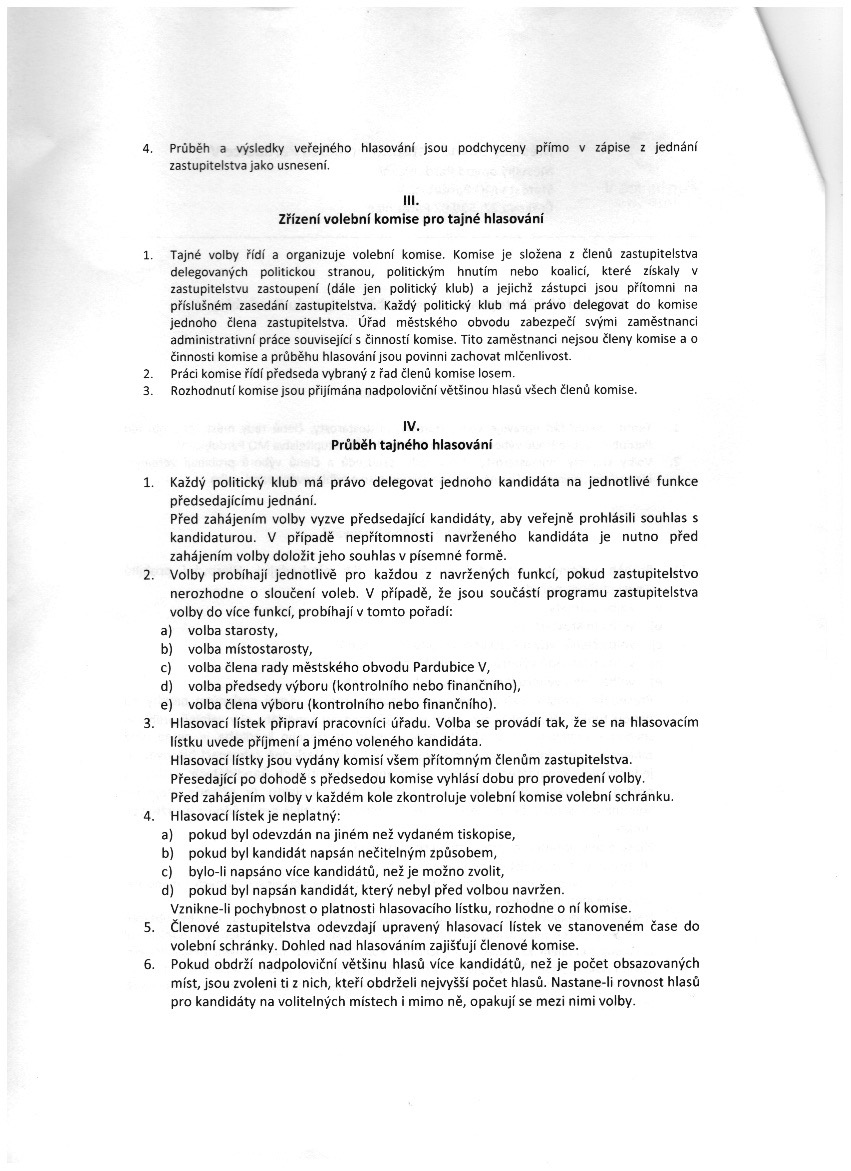 4. Průběh a výsledky veřejného hlasování jsou podchyceny přímo v zápise z jednání
zastupitelstva jako usnesení.
III.
Zřízení volební komise pro tajné hlasování
1. Tajné volby řídí a organizuje volební komise. Komise je složena z členů zastupitelstva
delegovaných politickou stranou, politickým hnutím nebo koalicí, které získaly v
zastupitelstvu zastoupení (dále jen politický klub) a jejichž zástupci jsou přítomni na
příslušném zasedání zastupitelstva. Každý politický klub má právo delegovat do komise
jednoho člena zastupitelstva. Úřad městského obvodu zabezpečí svými zaměstnanci
administrativní práce související s činností komise. Tito zaměstnanci nejsou členy komise a o
činnosti komise a průběhu hlasování jsou povinni zachovat mlčenlivost.
2. Práci komise řídí předseda vybraný z řad členů komise losem.
3. Rozhodnutí komise jsou přijímána nadpoloviční většinou hlasů všech členů komise.
IV.
Průběh tajného hlasování
1. Každý politický klub má právo delegovat jednoho kandidáta na jednotlivé funkce
předsedajícímu jednání.
Před zahájením volby vyzve předsedající kandidáty, aby veřejně prohlásili souhlas s
kandidaturou. V případě nepřítomnosti navrženého kandidáta je nutno před
zahájením volby doložit jeho souhlas v písemné formě.
2. Volby probíhají jednotlivě pro každou z navržených funkcí, pokud zastupitelstvo
nerozhodne o sloučení voleb. V případě, že jsou součástí programu zastupitelstva
volby do více funkcí, probíhají v tomto pořadí:
a) volba starosty,
b) volba místostarosty,
c) volba člena rady městského obvodu Pardubice V,
d) volba předsedy výboru (kontrolního nebo finančního),
e) volba člena výboru (kontrolního nebo finančního).
3. Hlasovací lístek připraví pracovníci úřadu. Volba se provádí tak, že se na hlasovacím
lístku uvede příjmení a jméno voleného kandidáta.
Hlasovací lístky jsou vydány komisí všem přítomným členům zastupitelstva.
Přesedající po dohodě s předsedou komise vyhlásí dobu pro provedení volby.
Před zahájením volby v každém kole zkontroluje volební komise volební schránku.
4. Hlasovací lístek je neplatný:
a) pokud byl odevzdán na jiném než vydaném tiskopise,
b) pokud byl kandidát napsán nečitelným způsobem,
c) bylo-li napsáno více kandidátů, než je možno zvolit,
d) pokud byl napsán kandidát, který nebyl před volbou navržen.
Vznikne-li pochybnost o platnosti hlasovacího lístku, rozhodne o ní komise.
5. Členové zastupitelstva odevzdají upravený hlasovací lístek ve stanoveném čase do
volební schránky. Dohled nad hlasováním zajišťují členové komise.
6. Pokud obdrží nadpoloviční většinu hlasů více kandidátů, než je počet obsazovaných
míst, jsou zvoleni ti z nich, kteří obdrželi nejvyšší počet hlasů. Nastane-li rovnost hlasů
pro kandidáty na volitelných místech i mimo ně, opakují se mezi nimi volby.